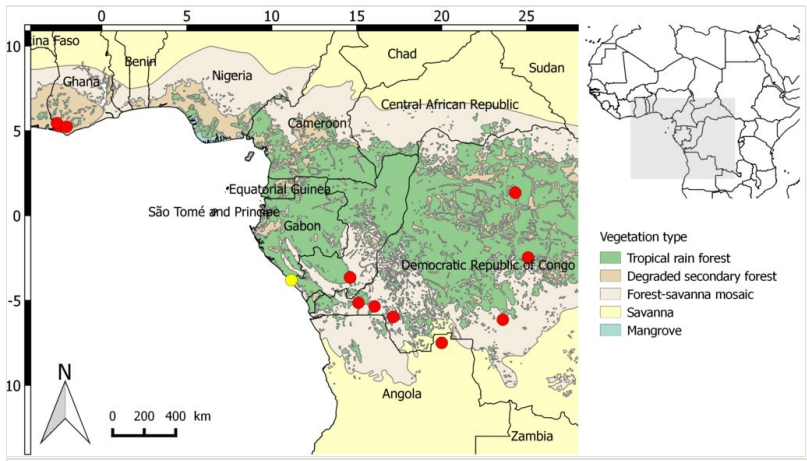 0 5 10 15 20 25
10
5
0
-5
10
ina Faso
Ghana
Benin
Nigeria
Chad
Sudan
Central African Republic
Cameroon
Equatorial Guinea
São Tomé and Principe
Gabon
Democratic Republic of Congo
Angola
Zambia
N
0 200 400 km
Vegetation type
Tropical rain forest
Degraded secondary forest
Forest-savanna mosaic
Savanna
Mangrove